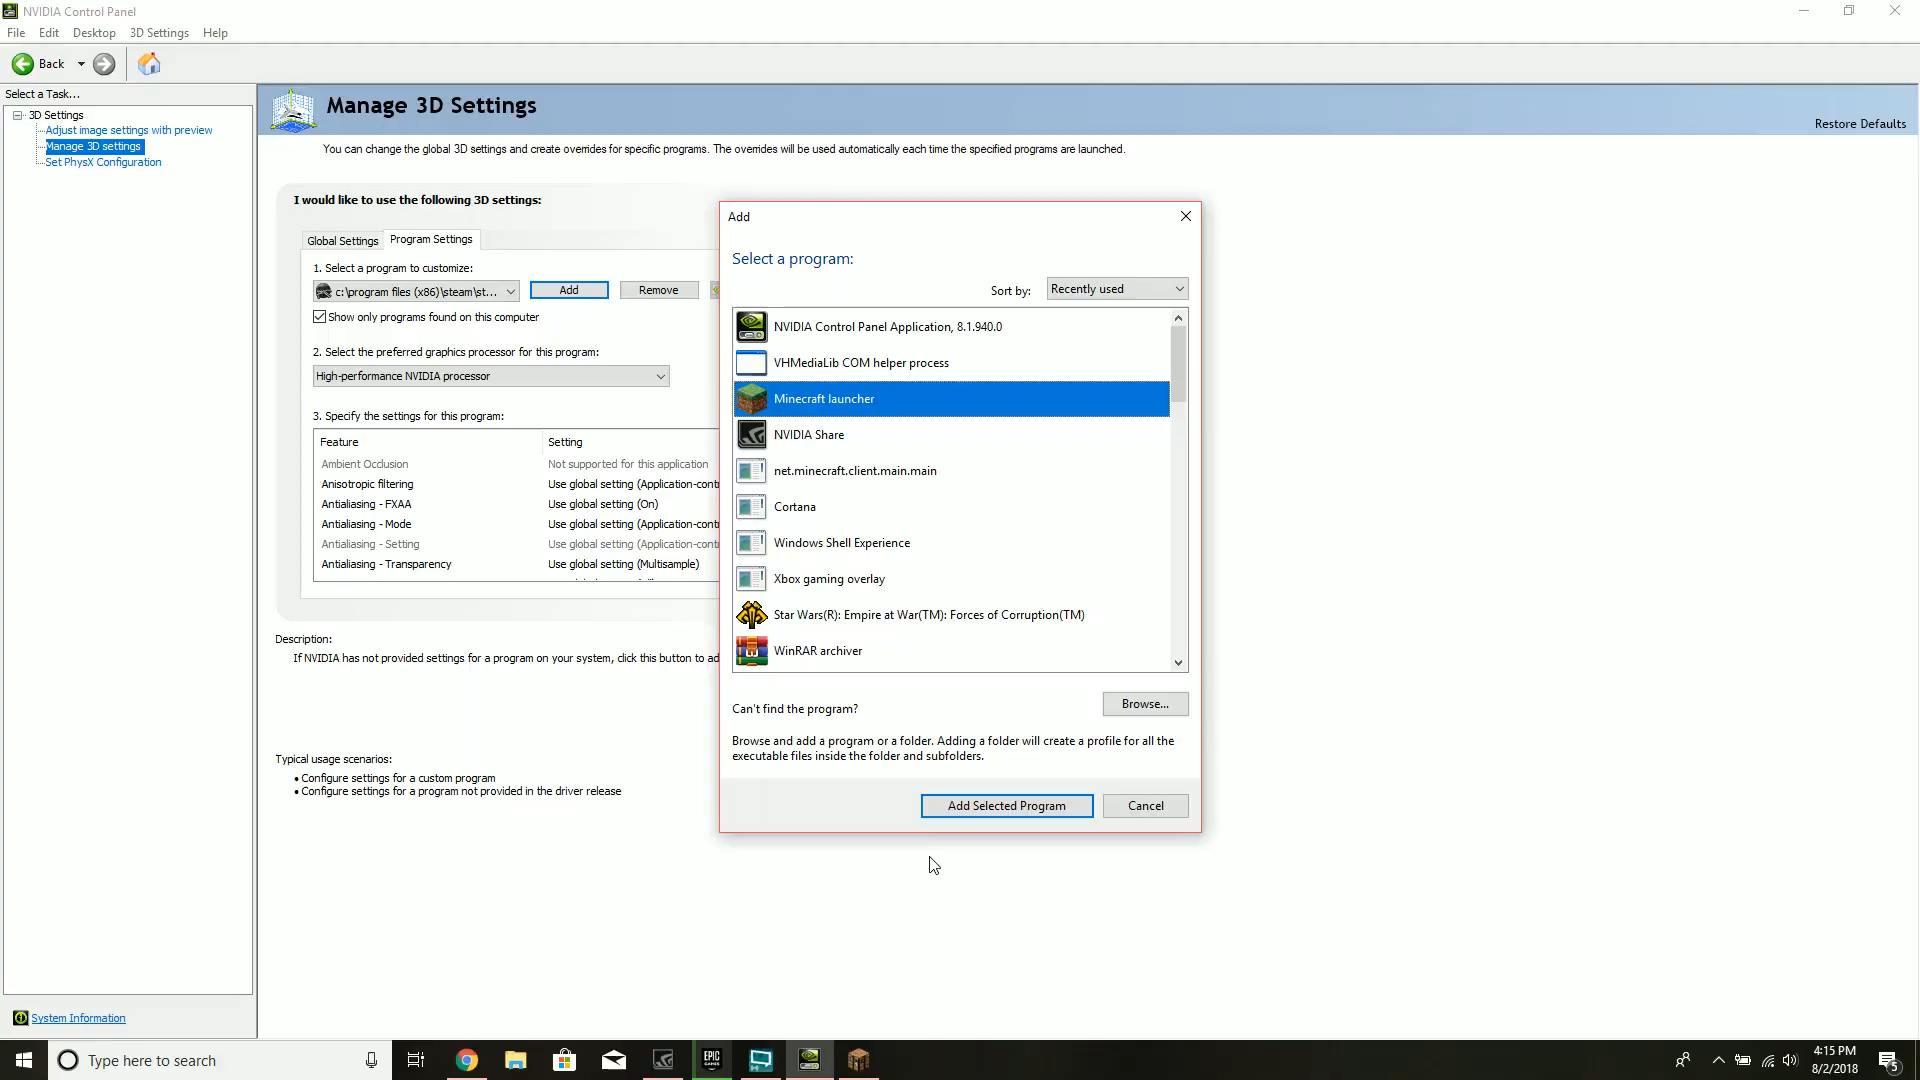 NVIDIA Control Panel
File Edit Desktop 3D Settings Help
Back
Select a Task...
3D Settings
Adjust image settings with preview
Manage 3D settings
Set PhysX Configuration
System Information
Manage 3D Settings
Restore Defaults
You can change the global 3D settings and create overrides for specific programs. The overrides will be used automatically each time the specified programs are launched.
I would like to use the following 3D settings:
Global Settings Program Settings
1. Select a program to customize:
c:\program files (x86)\steam\st... Add Remove
Show only programs found on this computer
2. Select the preferred graphics processor for this program:
High-performance NVIDIA processor
3. Specify the settings for this program:
Feature Setting
Ambient Occlusion Not supported for this application
Anisotropic filtering Use global setting (Application-contr
Antialiasing - FXAA Use global setting (On)
Antialiasing - Mode Use global setting (Application-contr
Antialiasing - Setting Use global setting (Application-contr
Antialiasing - Transparency Use global setting (Multisample)
Description:
If NVIDIA has not provided settings for a program on your system, click this button to ad
Typical usage scenarios:
• Configure settings for a custom program
• Configure settings for a program not provided in the driver release
Add
Select a program:
Sort by: Recently used
NVIDIA Control Panel Application, 8.1.940.0
VHMediaLib COM helper process
Minecraft launcher
NVIDIA Share
net.minecraft.client.main.main
Cortana
Windows Shell Experience
Xbox gaming overlay
Star Wars(R): Empire at War(TM): Forces of Corruption(TM)
WinRAR archiver
Can't find the program? Browse...
Browse and add a program or a folder. Adding a folder will create a profile for all the
executable files inside the folder and subfolders.
Add Selected Program Cancel
Type here to search
EPIC
GAMES
4:15 PM
8/2/2018
5